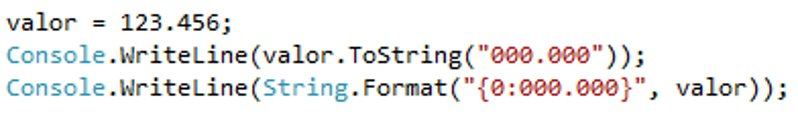 valor = 123.456;
Console.WriteLine(valor.ToString("000.000"));
Console.WriteLine(String.Format("{0:000.000}", valor));